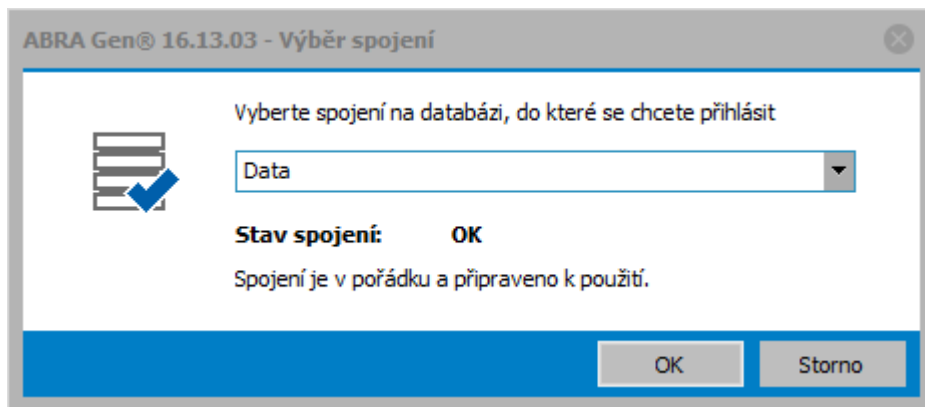 ABRA Gen® 16.13.03 - Výběr spojení
Vyberte spojení na databázi, do které se chcete přihlásit
Data
Stav spojení: OK
Spojení je v pořádku a připraveno k použití.
OK
Storno